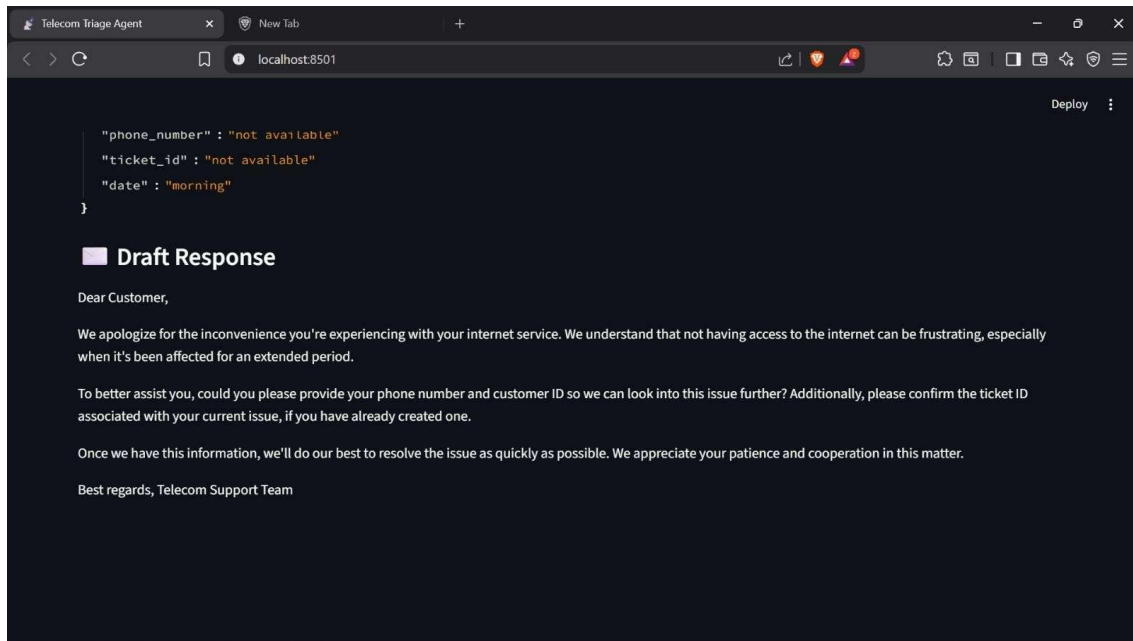 Telecom Triage Agent
New Tab
localhost:8501
2
Deploy
"phone_number" : "not available"
"ticket_id" : "not available"
"date" : "morning"
}
Draft Response
Dear Customer,
We apologize for the inconvenience you're experiencing with your internet service. We understand that not having access to the internet can be frustrating, especially
when it's been affected for an extended period.
To better assist you, could you please provide your phone number and customer ID so we can look into this issue further? Additionally, please confirm the ticket ID
associated with your current issue, if you have already created one.
Once we have this information, we'll do our best to resolve the issue as quickly as possible. We appreciate your patience and cooperation in this matter.
Best regards, Telecom Support Team